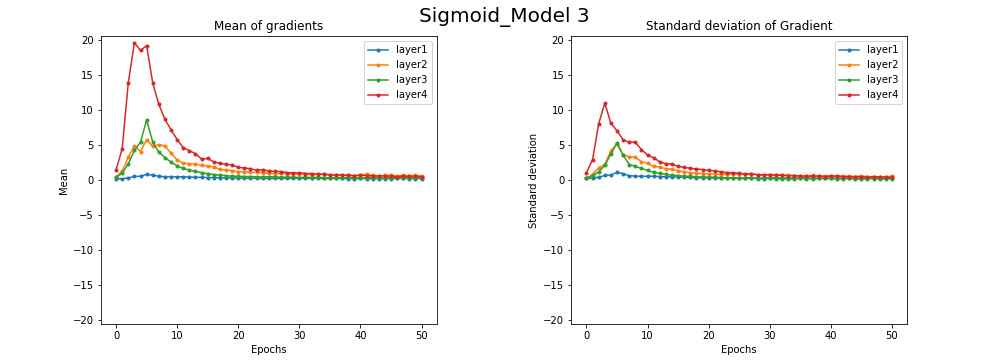 Sigmoid_Model 3
Mean of gradients
20
15
10
5
0
−5
−10
−15
−20
Mean
0
10
20
30
40
50
Epochs
layer1
layer2
layer3
layer4
Standard deviation of Gradient
20
15
10
5
0
−5
−10
−15
−20
Standard deviation
0
10
20
30
40
50
Epochs
layer1
layer2
layer3
layer4